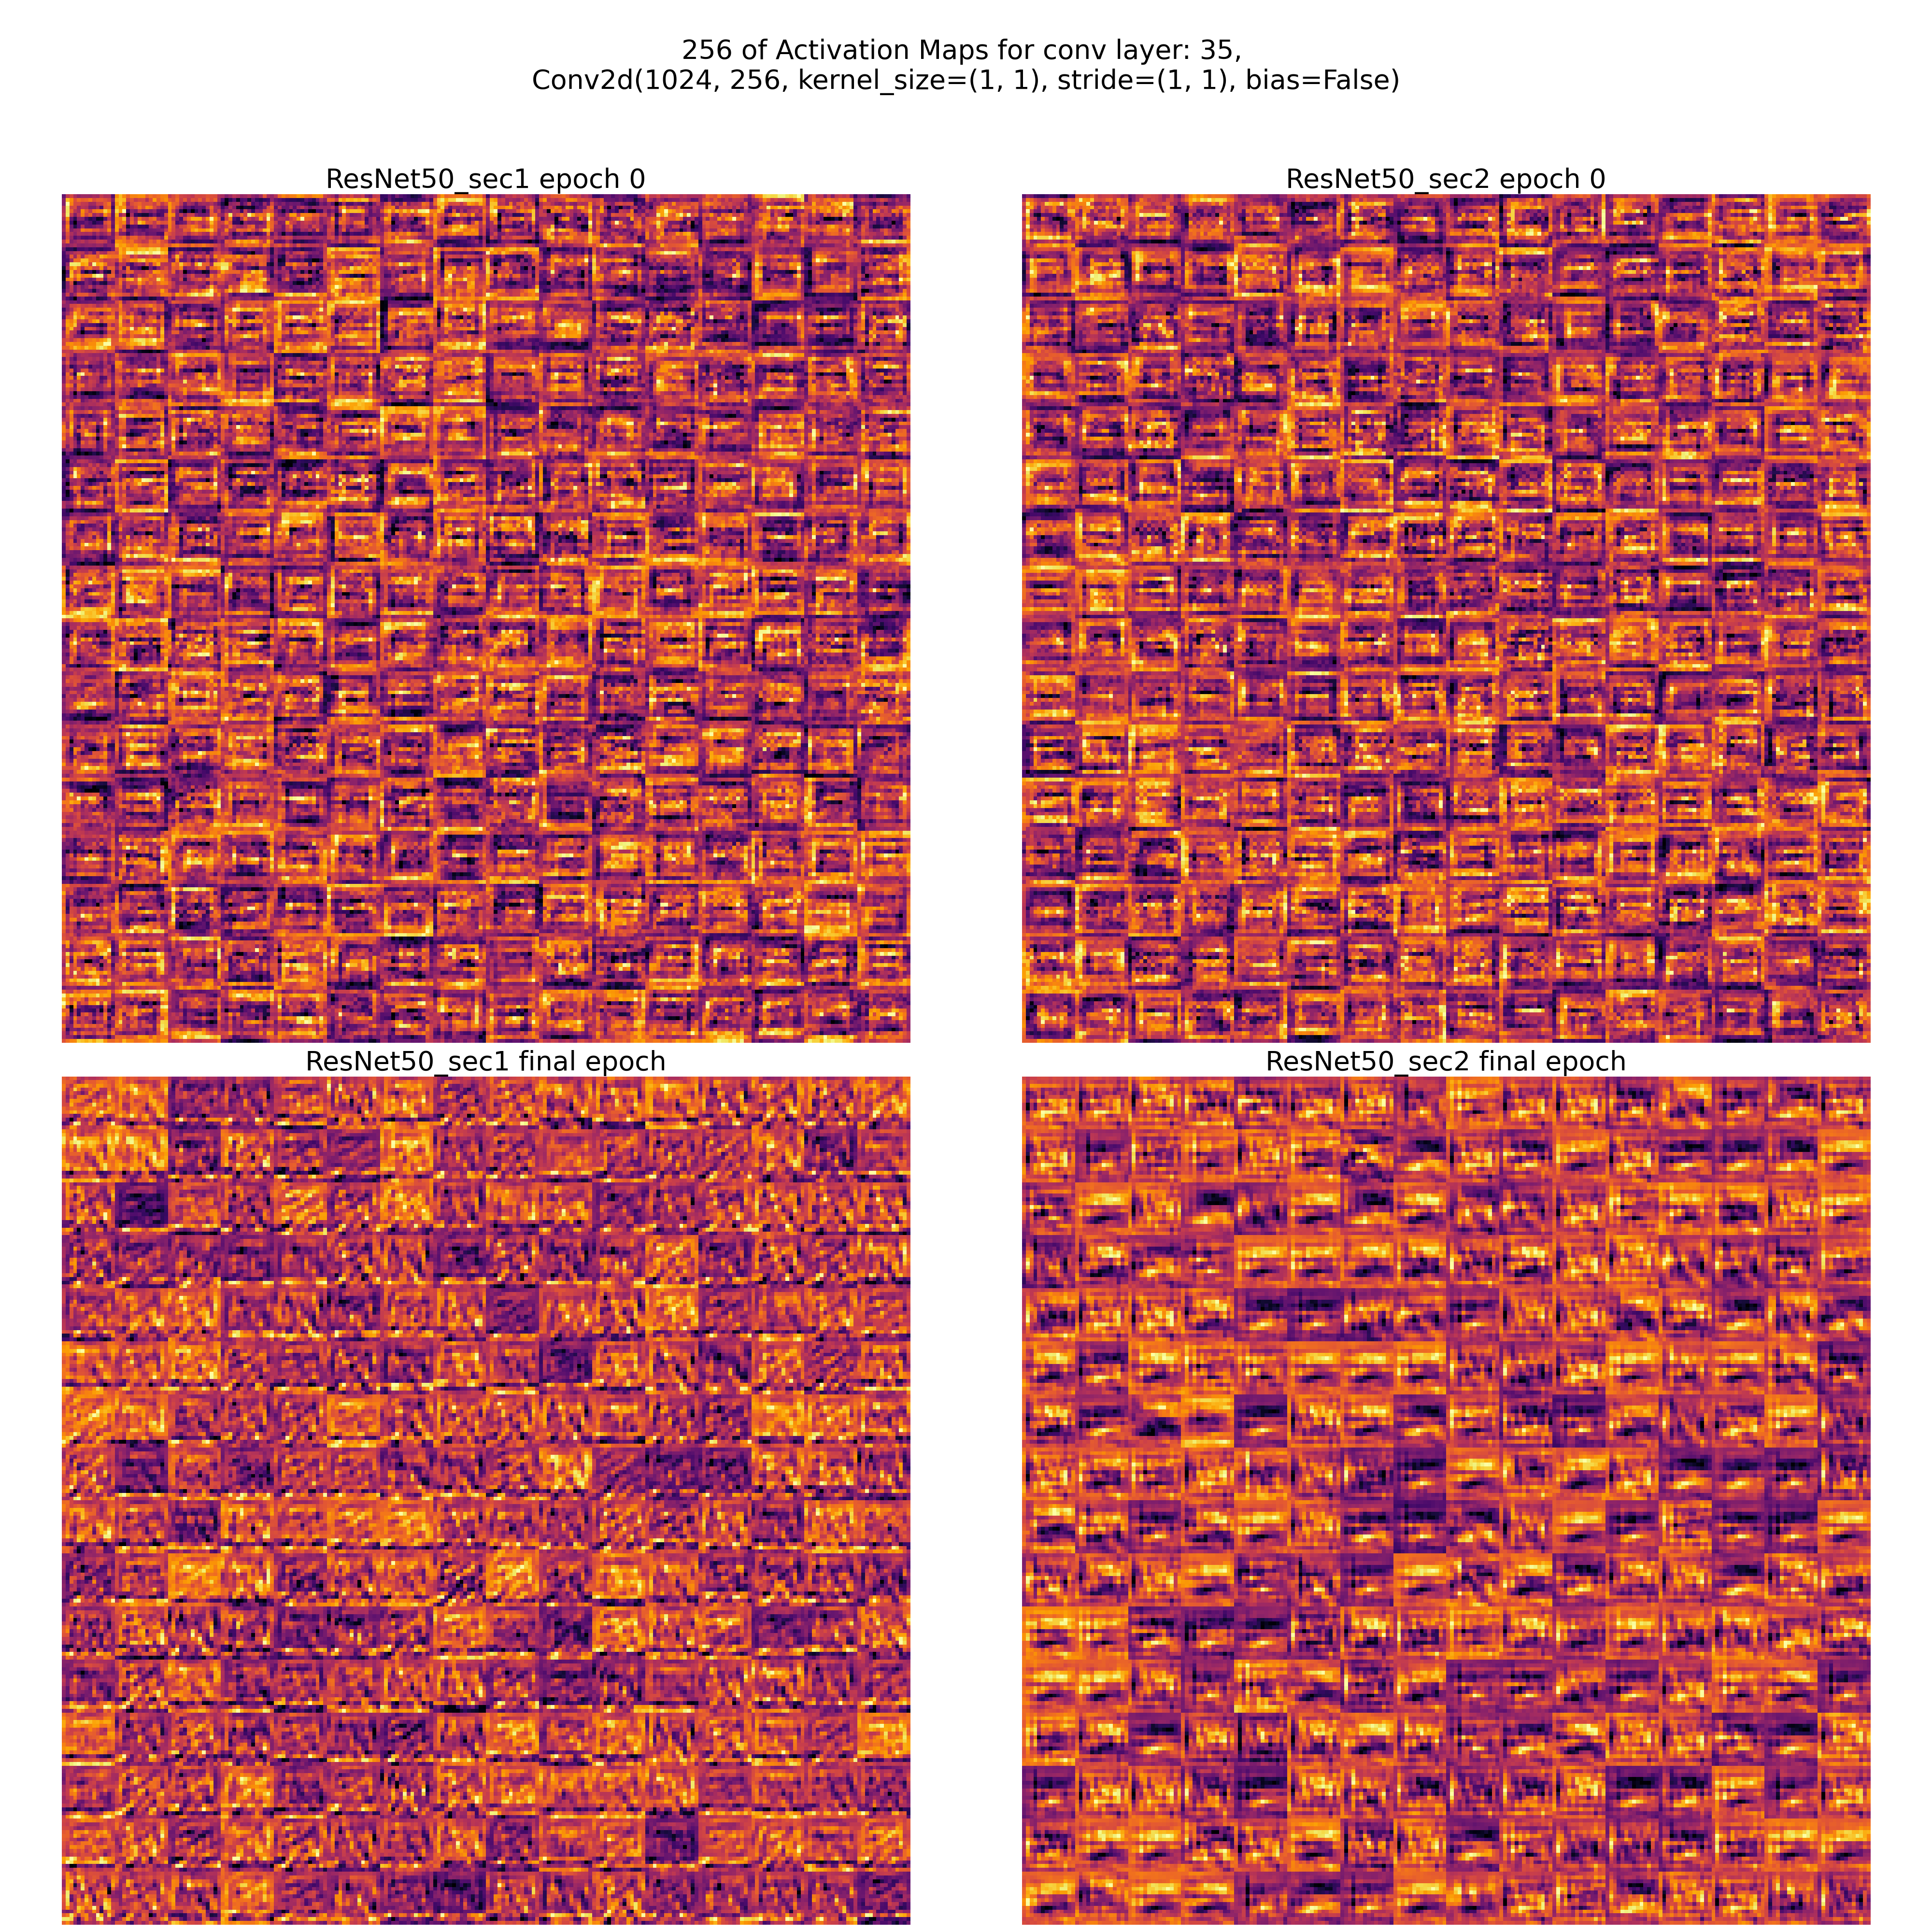 256 of Activation Maps for conv layer: 35,
Conv2d(1024, 256, kernel_size=(1, 1), stride=(1, 1), bias=False)
ResNet50_sec1 epoch 0
ResNet50_sec2 epoch 0
ResNet50_sec1 final epoch
ResNet50_sec2 final epoch